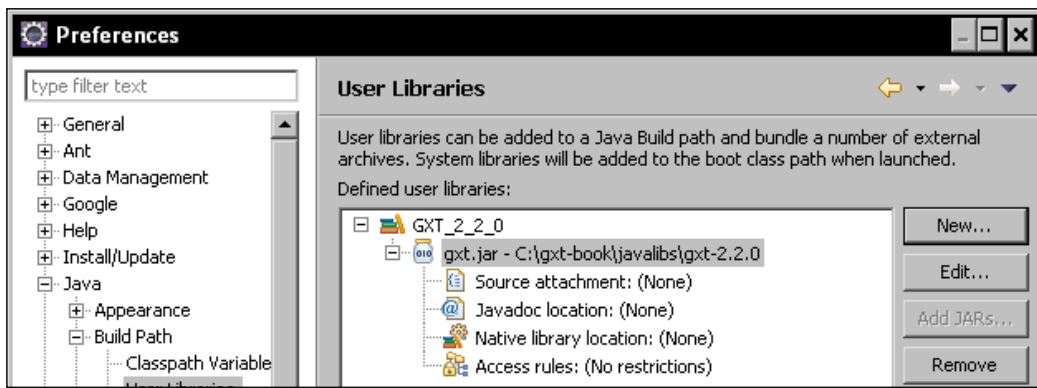 Preferences
type filter text
General
Ant
Data Management
Google
Help
Install/Update
Java
Appearance
Build Path
Classpath Variable
User Libraries
User Libraries
User libraries can be added to a Java Build path and bundle a number of external
archives. System libraries will be added to the boot class path when launched.
Defined user libraries:
GXT_2_2_0
gxt.jar - C:\gxt-book\javalibs\gxt-2.2.0
Source attachment: (None)
Javadoc location: (None)
Native library location: (None)
Access rules: (No restrictions)
New...
Edit...
Add JARs...
Remove